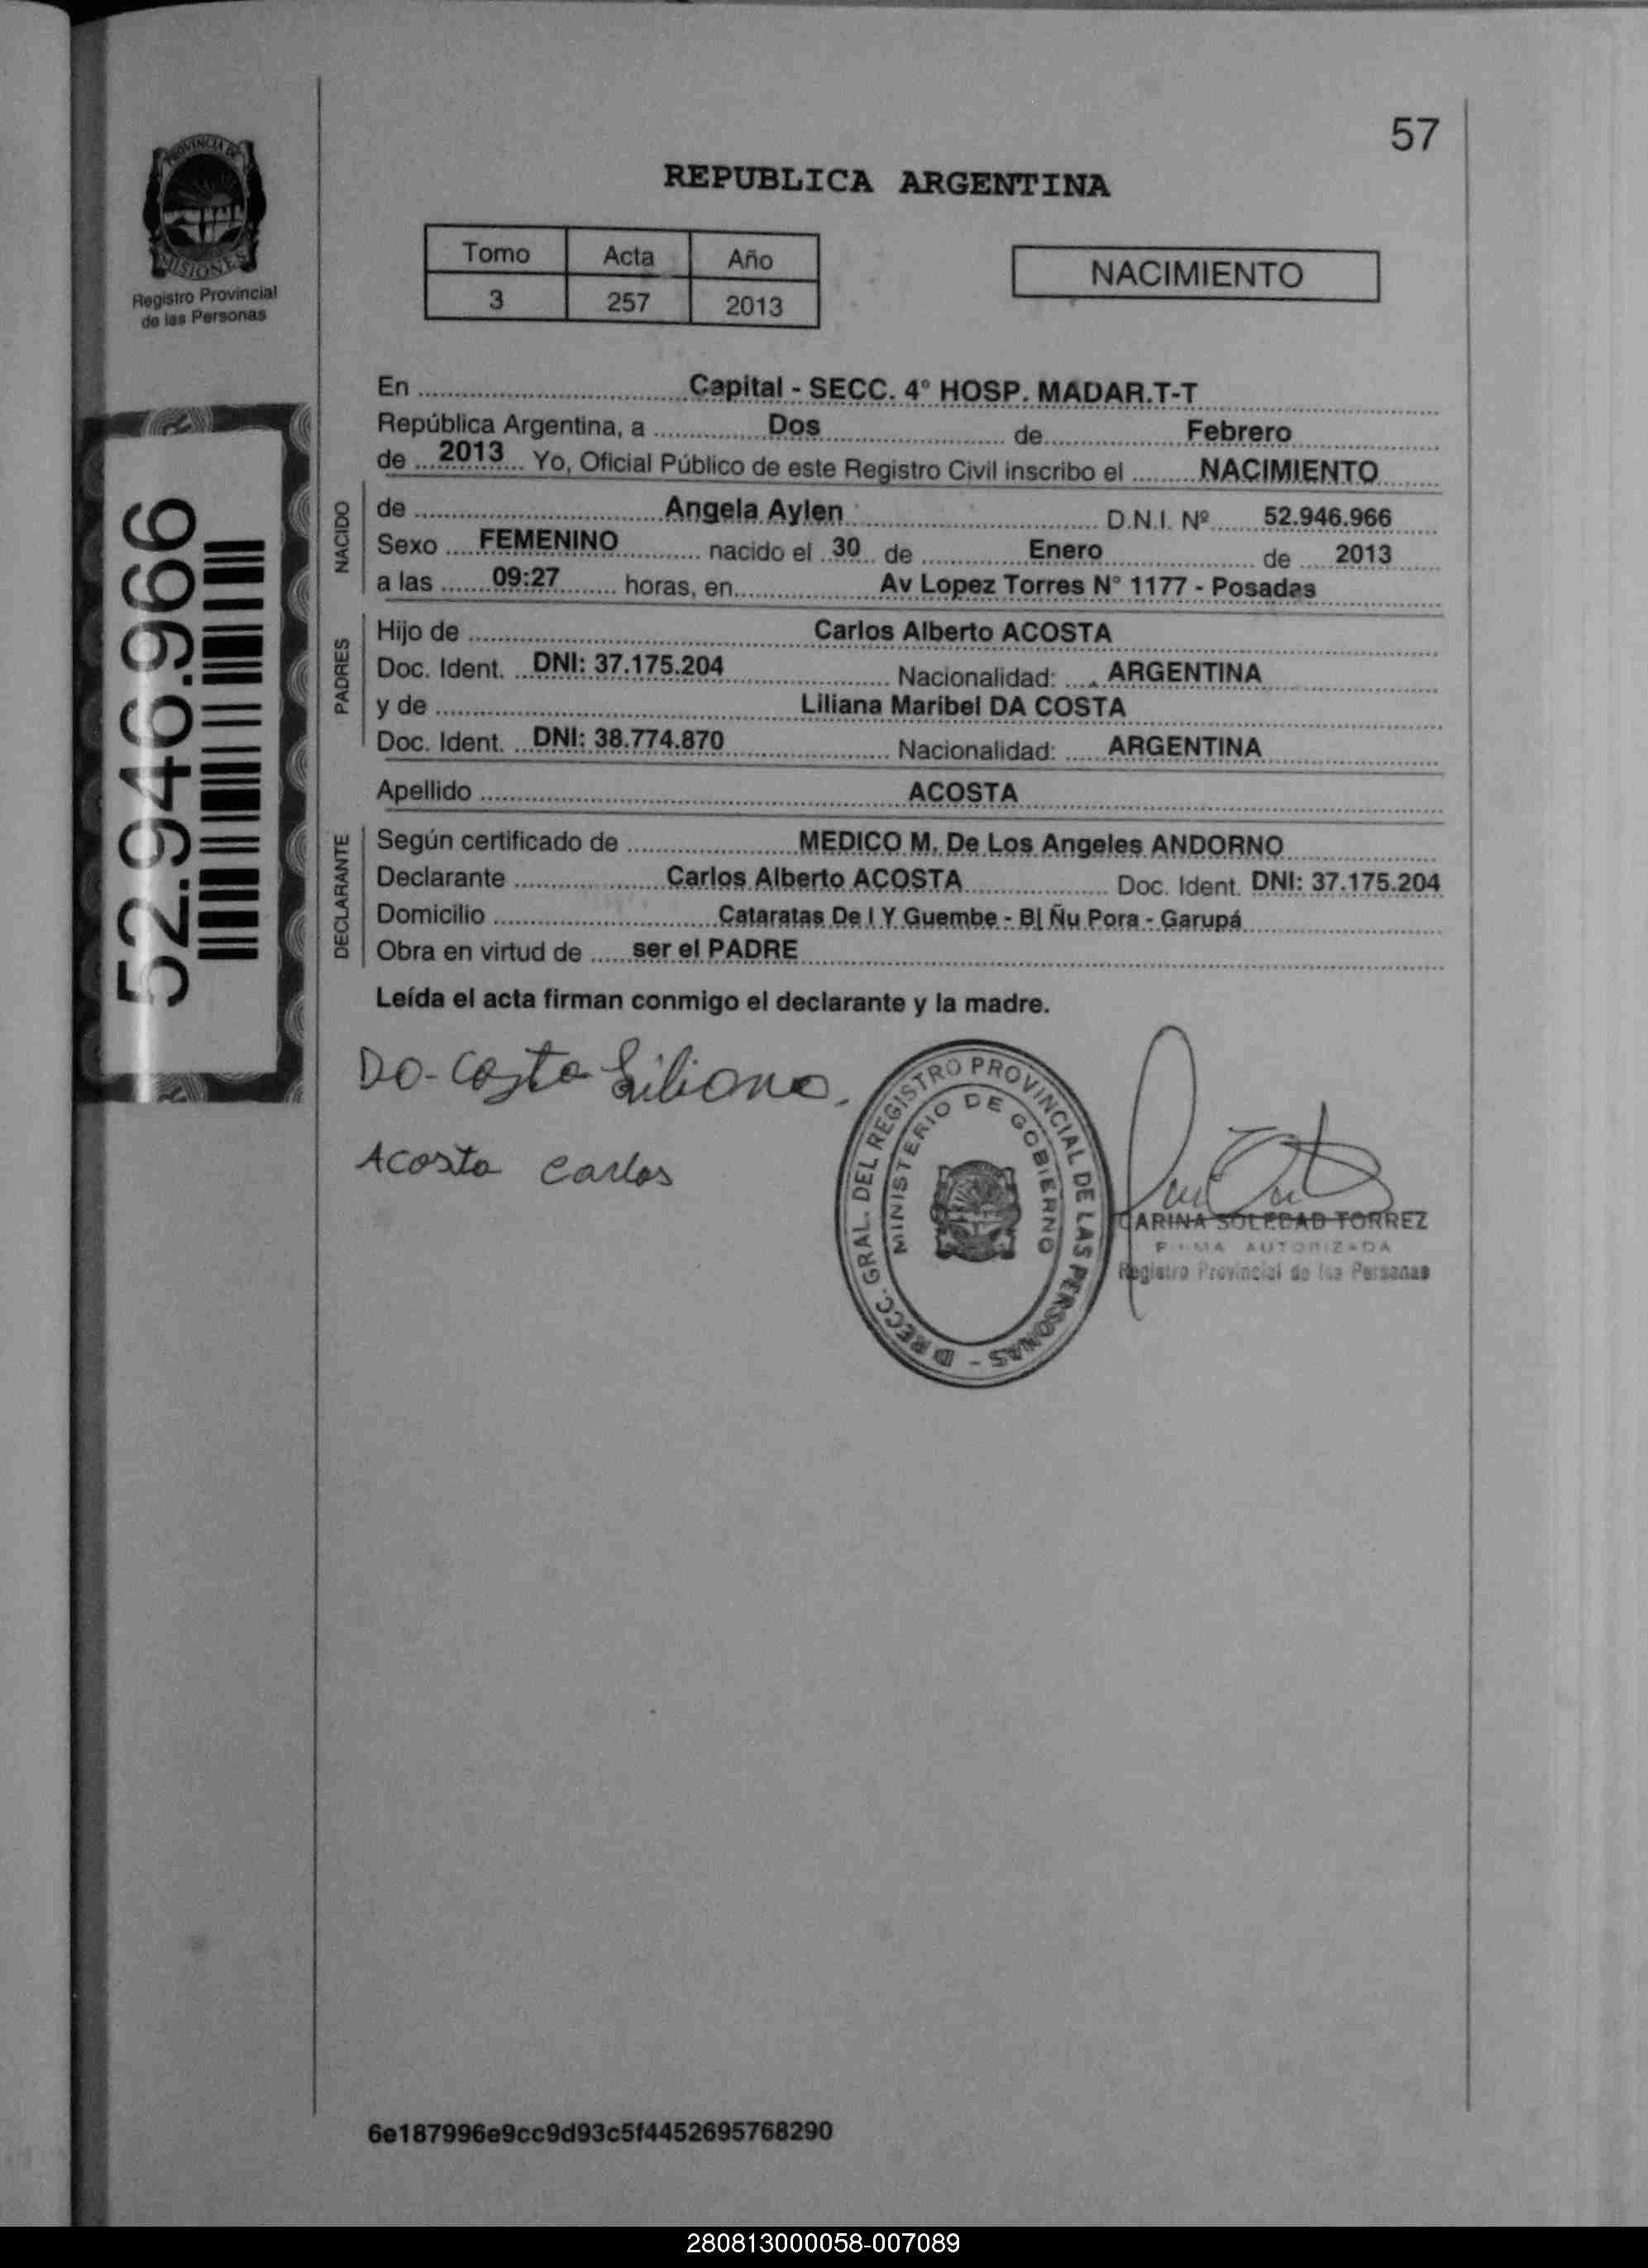 57
PROVINCIA DE
MISIONES
Registro Provincial
de las Personas
REPUBLICA ARGENTINA
Tomo Acta Año
3 257 2013
NACIMIENTO
52.946.966
En Capital - SECC. 4° HOSP. MADAR.T-T
República Argentina, a Dos de Febrero
de 2013 Yo, Oficial Público de este Registro Civil inscribo el NACIMIENTO
NACIDO
de Angela Aylen D.N.I. Nº 52.946.966
Sexo FEMENINO nacido el 30 de Enero de 2013
a las 09:27 horas, en Av Lopez Torres N° 1177 - Posadas
PADRES
Hijo de Carlos Alberto ACOSTA
Doc. Ident. DNI: 37.175.204 Nacionalidad: ARGENTINA
y de Liliana Maribel DA COSTA
Doc. Ident. DNI: 38.774.870 Nacionalidad: ARGENTINA
Apellido ACOSTA
DECLARANTE
Según certificado de MEDICO M. De Los Angeles ANDORNO
Declarante Carlos Alberto ACOSTA Doc. Ident. DNI: 37.175.204
Domicilio Cataratas De I Y Guembe - B| Ñu Pora - Garupá
Obra en virtud de ser el PADRE
Leída el acta firman conmigo el declarante y la madre.
Da-Costa Liliana.
Acosta Carlos
DIRECC. GRAL. DEL REGISTRO PROVINCIAL DE LAS PERSONAS -
MINISTERIO DE GOBIERNO
CARINA SOLEDAD TORREZ
FIRMA AUTORIZADA
Registro Provincial de las Personas
6e187996e9cc9d93c5f4452695768290
280813000058-007089